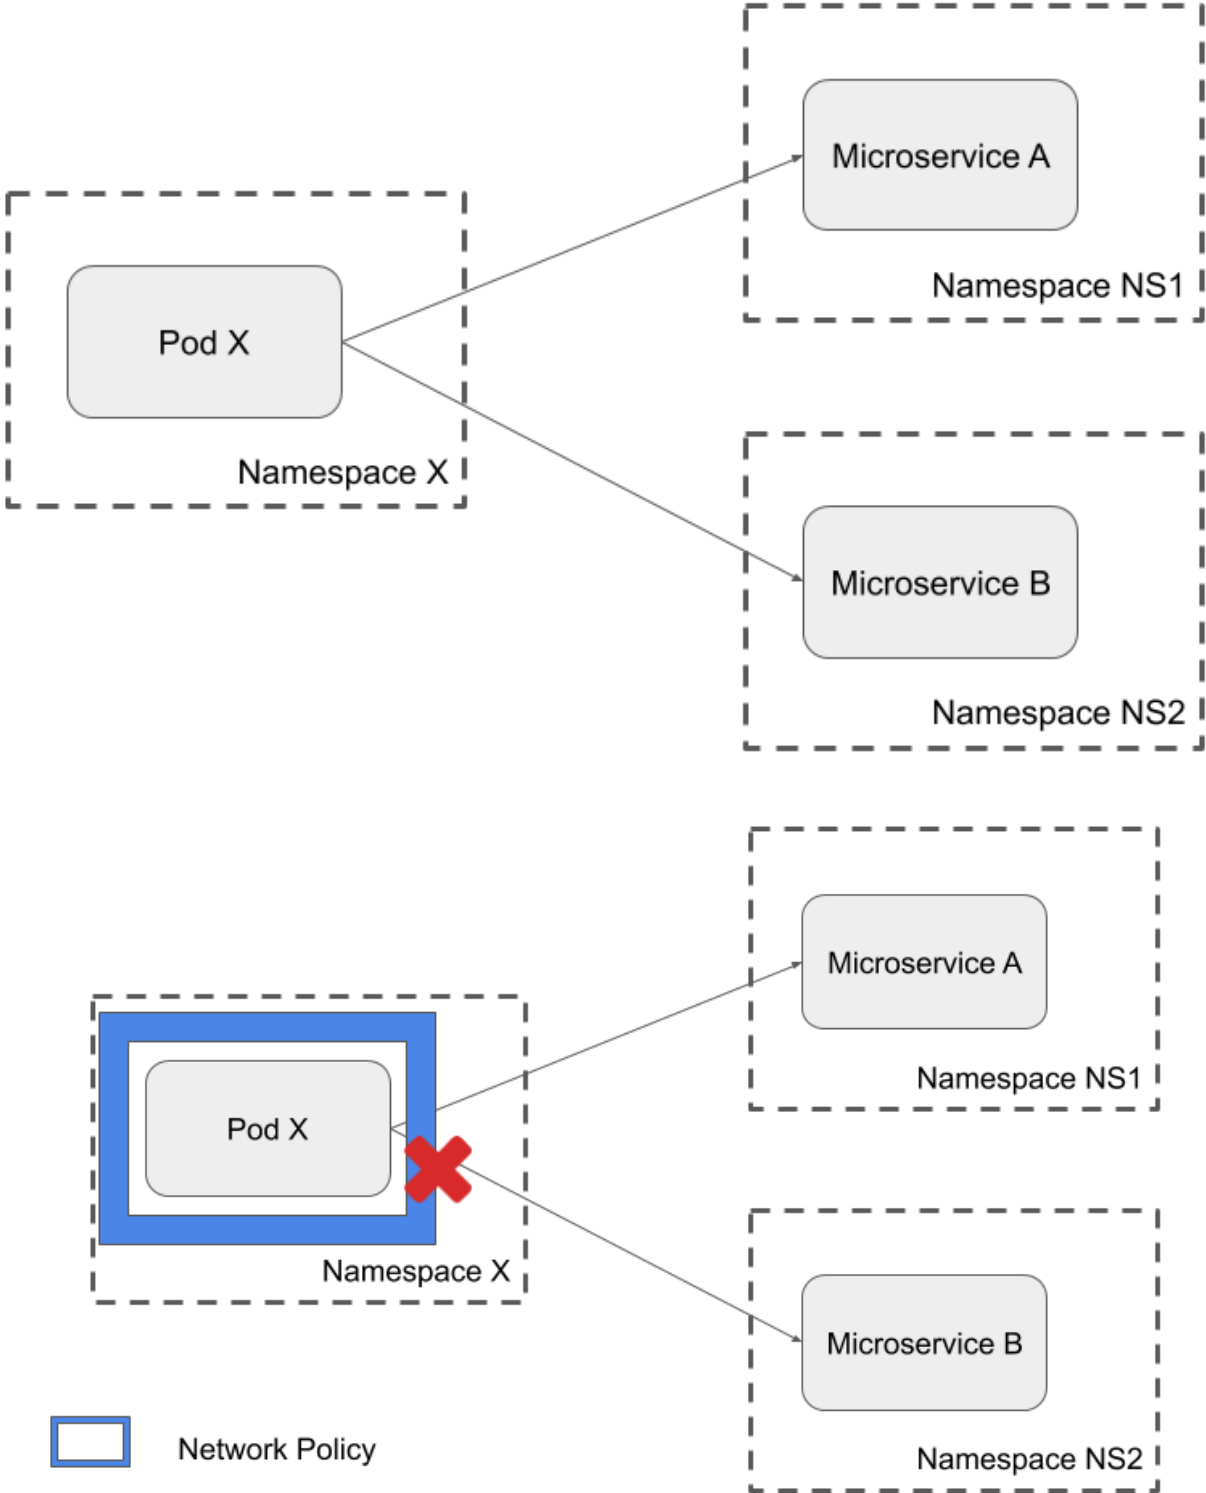 Microservice A
Namespace NS1
Pod X
Namespace X
Microservice B
Namespace NS2
Microservice A
Namespace NS1
Pod X
Namespace X
Microservice B
Namespace NS2
Network Policy